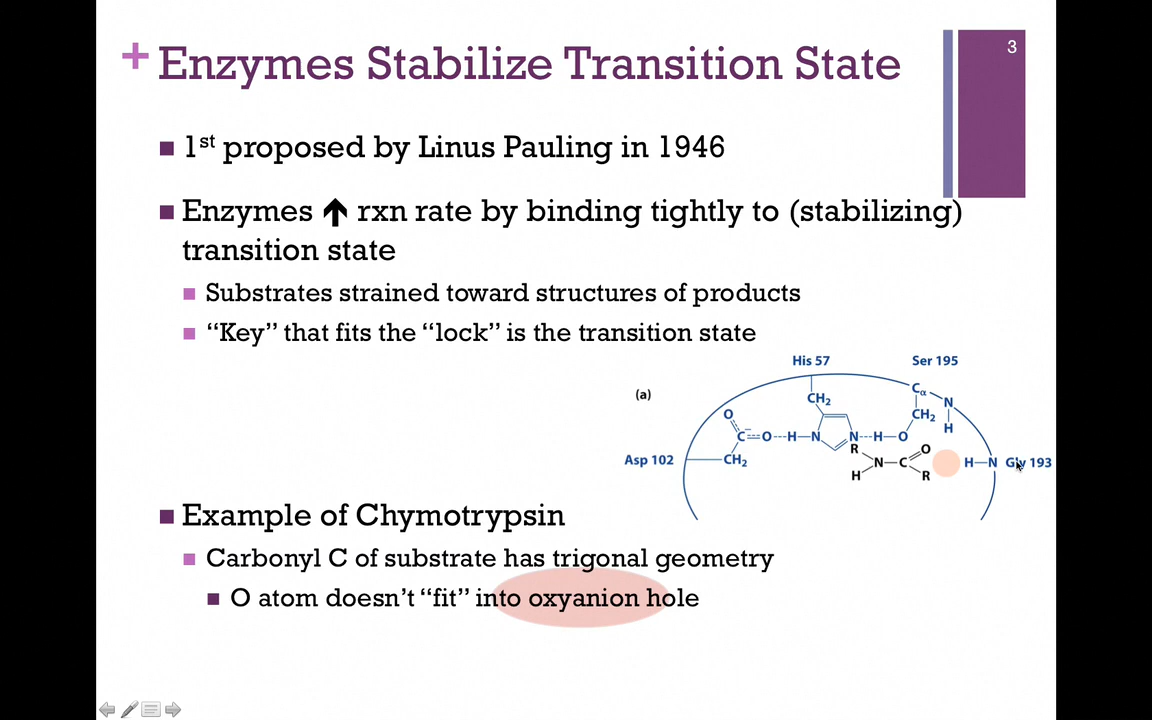 3
+ Enzymes Stabilize Transition State
1st proposed by Linus Pauling in 1946
Enzymes ↑ rxn rate by binding tightly to (stabilizing)
transition state
Substrates strained toward structures of products
“Key” that fits the “lock” is the transition state
His 57 Ser 195
(a)
CH2 Cα N
O CH2 H
C O---H—N N---H—O
Asp 102 CH2
R O
N—C H—N Gly 193
H R
Example of Chymotrypsin
Carbonyl C of substrate has trigonal geometry
O atom doesn’t “fit” into oxyanion hole